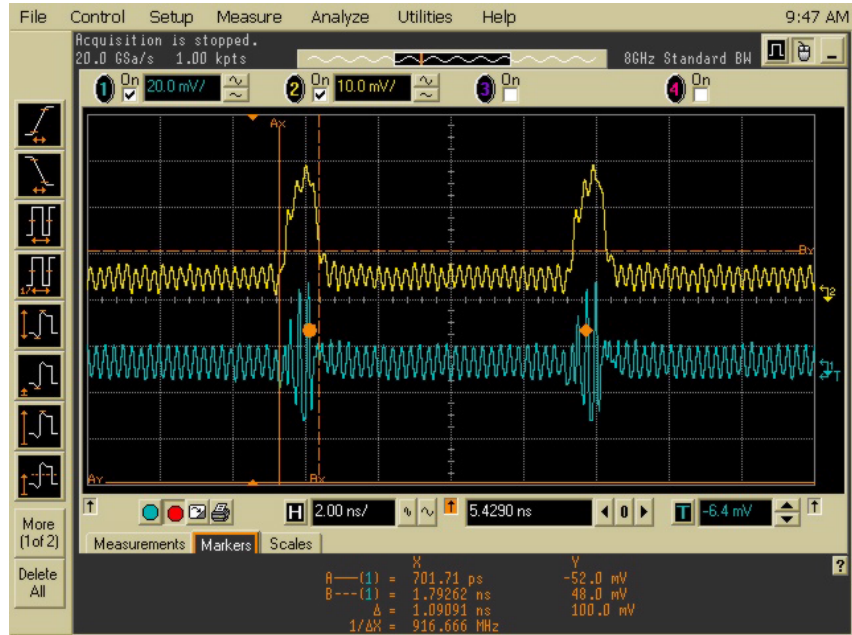 File Control Setup Measure Analyze Utilities Help 9:47 AM
Acquisition is stopped.
20.0 GSa/s 1.00 kpts 8GHz Standard BW
1 On 20.0 mV/ 2 On 10.0 mV/ 3 On 4 On
Ax
By
2
1
T
Ay Bx
More
(1of 2)
Delete
All
H 2.00 ns/ 5.4290 ns 0 T -6.4 mV
Measurements Markers Scales
X Y
A——(1) = 701.71 ps -52.0 mV
B---(1) = 1.79262 ns 48.0 mV
Δ = 1.09091 ns 100.0 mV
1/ΔX = 916.666 MHz
?